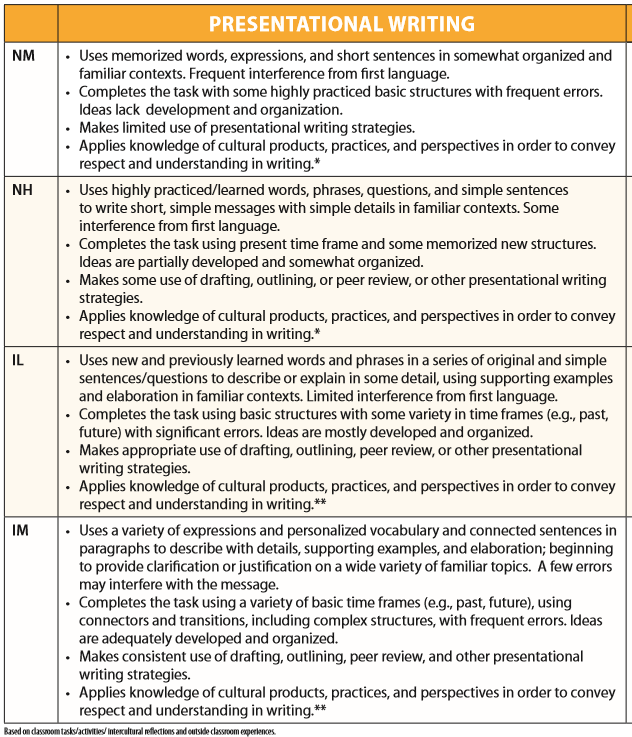 PRESENTATIONAL WRITING
NM
• Uses memorized words, expressions, and short sentences in somewhat organized and
familiar contexts. Frequent interference from first language.
• Completes the task with some highly practiced basic structures with frequent errors.
Ideas lack development and organization.
• Makes limited use of presentational writing strategies.
• Applies knowledge of cultural products, practices, and perspectives in order to convey
respect and understanding in writing.*
NH
• Uses highly practiced/learned words, phrases, questions, and simple sentences
to write short, simple messages with simple details in familiar contexts. Some
interference from first language.
• Completes the task using present time frame and some memorized new structures.
Ideas are partially developed and somewhat organized.
• Makes some use of drafting, outlining, or peer review, or other presentational writing
strategies.
• Applies knowledge of cultural products, practices, and perspectives in order to convey
respect and understanding in writing.*
IL
• Uses new and previously learned words and phrases in a series of original and simple
sentences/questions to describe or explain in some detail, using supporting examples
and elaboration in familiar contexts. Limited interference from first language.
• Completes the task using basic structures with some variety in time frames (e.g., past,
future) with significant errors. Ideas are mostly developed and organized.
• Makes appropriate use of drafting, outlining, peer review, or other presentational
writing strategies.
• Applies knowledge of cultural products, practices, and perspectives in order to convey
respect and understanding in writing.**
IM
• Uses a variety of expressions and personalized vocabulary and connected sentences in
paragraphs to describe with details, supporting examples, and elaboration; beginning
to provide clarification or justification on a wide variety of familiar topics. A few errors
may interfere with the message.
• Completes the task using a variety of basic time frames (e.g., past, future), using
connectors and transitions, including complex structures, with frequent errors. Ideas
are adequately developed and organized.
• Makes consistent use of drafting, outlining, peer review, and other presentational
writing strategies.
• Applies knowledge of cultural products, practices, and perspectives in order to convey
respect and understanding in writing.**
Based on classroom tasks/activities/ intercultural reflections and outside classroom experiences.